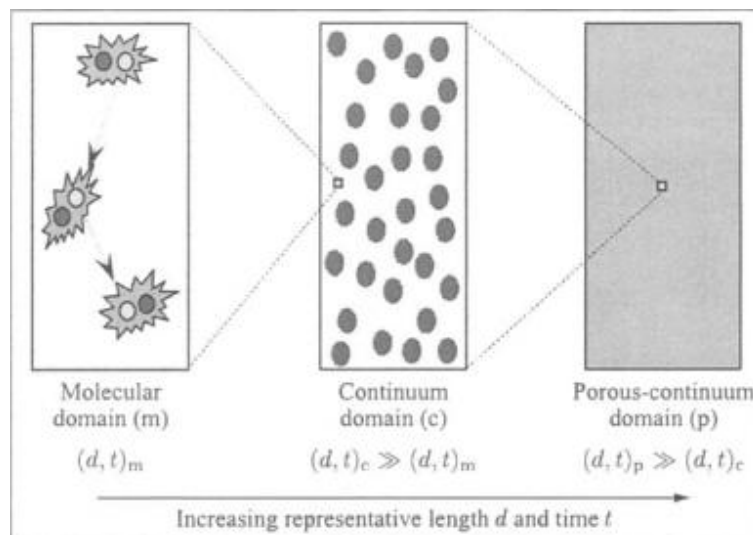 Molecular
domain (m)
(d, t)m
Continuum
domain (c)
(d, t)c ≫ (d, t)m
Porous-continuum
domain (p)
(d, t)p ≫ (d, t)c
Increasing representative length d and time t